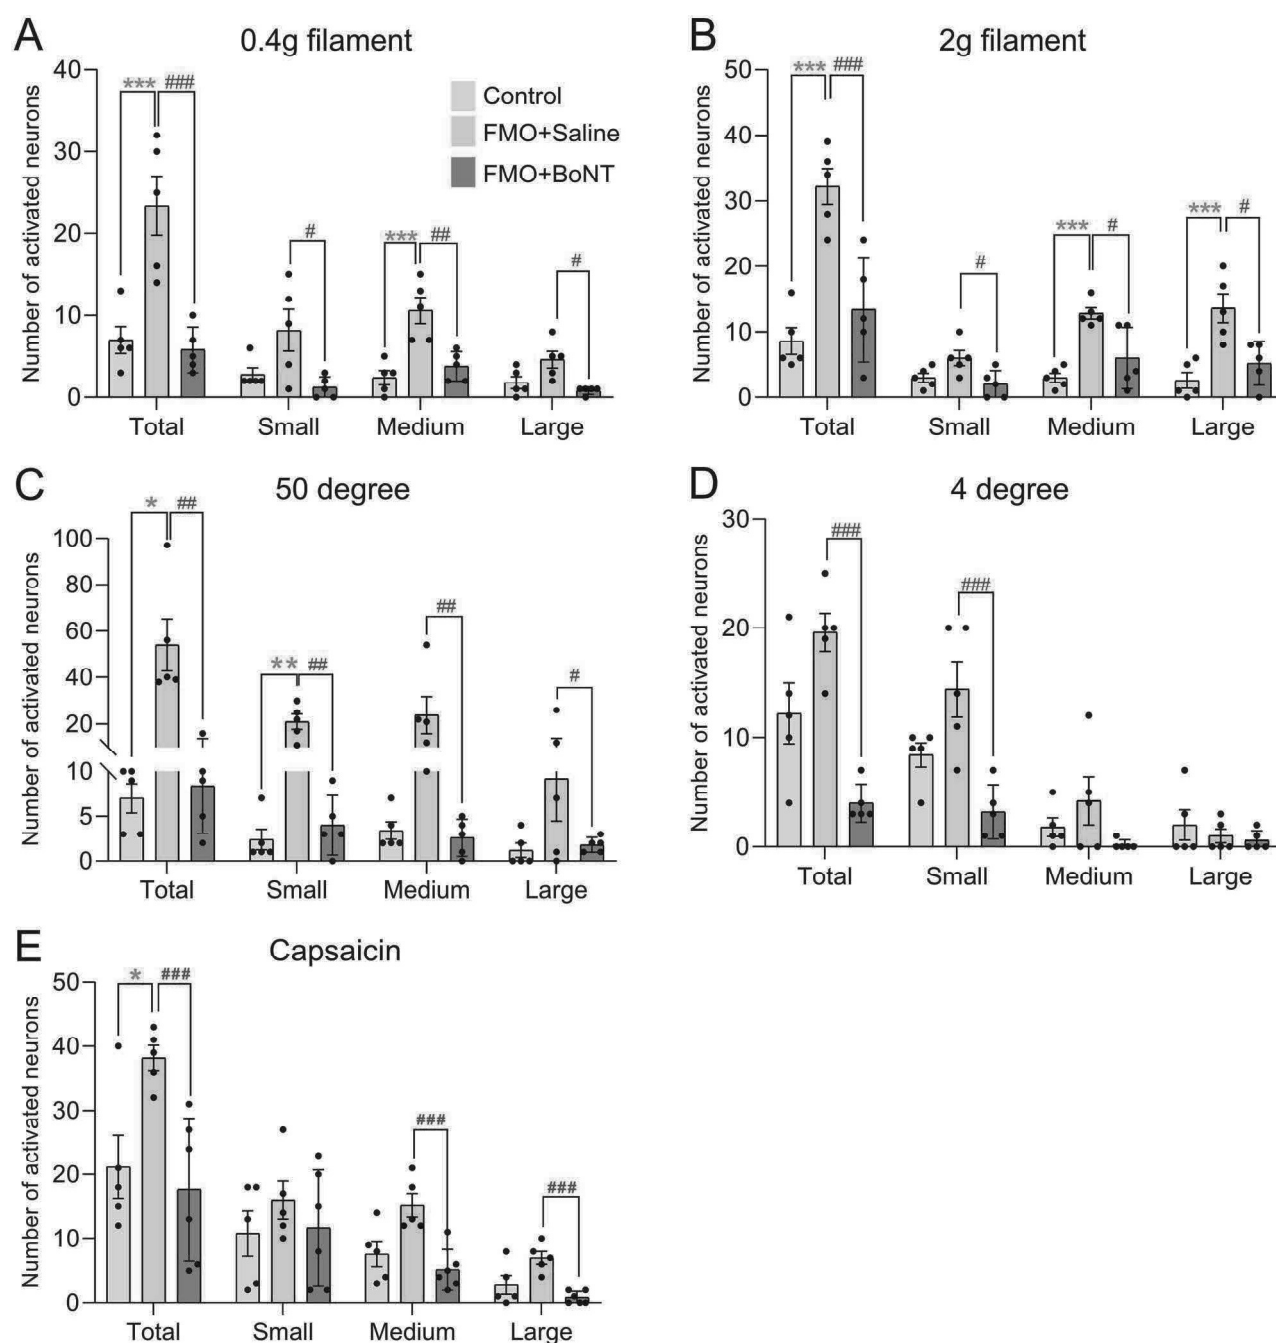 A
0.4g filament
Number of activated neurons
40
30
20
10
0
*** ###
#
*** ##
#
Control
FMO+Saline
FMO+BoNT
Total Small Medium Large
B
2g filament
Number of activated neurons
50
40
30
20
10
0
*** ###
#
*** #
*** #
Total Small Medium Large
C
50 degree
Number of activated neurons
100
80
60
40
20
10
5
0
* ##
** ##
##
#
Total Small Medium Large
D
4 degree
Number of activated neurons
30
20
10
0
###
###
Total Small Medium Large
E
Capsaicin
Number of activated neurons
50
40
30
20
10
0
* ###
###
###
Total Small Medium Large